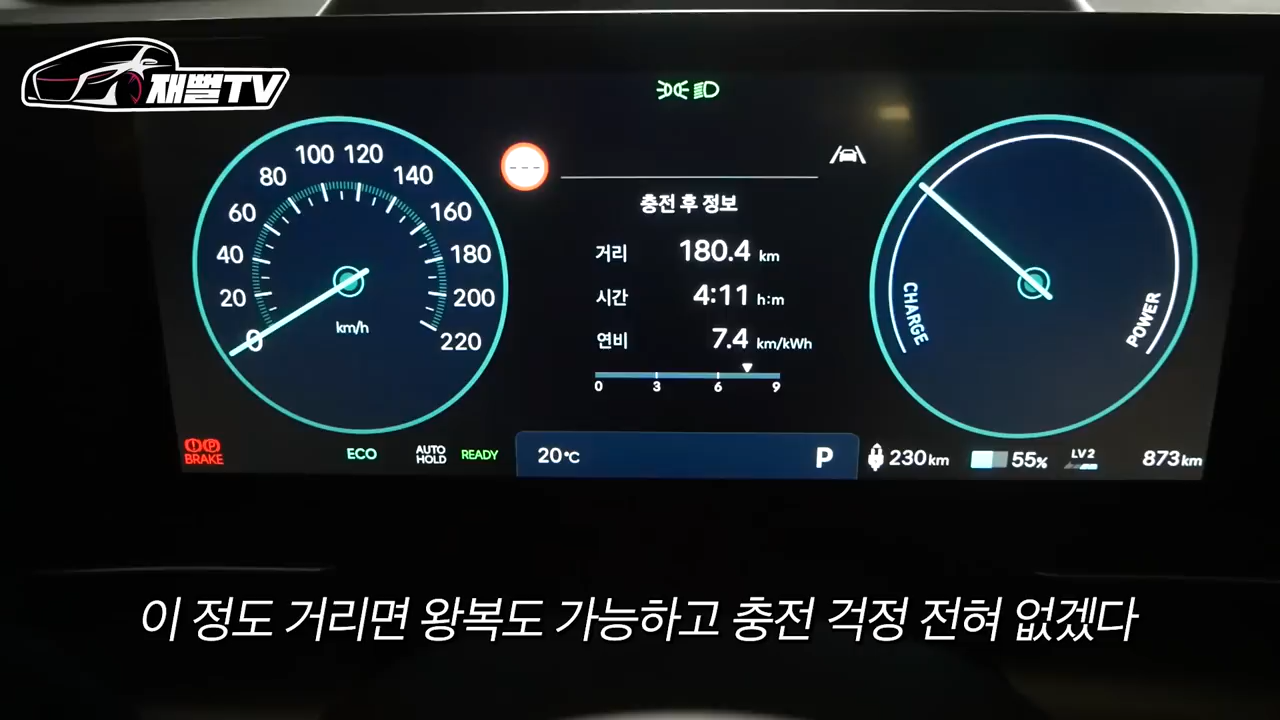 재뻘TV
0
20
40
60
80
100
120
140
160
180
200
220
km/h
---
충전 후 정보
거리 180.4 km
시간 4:11 h:m
연비 7.4 km/kWh
0 3 6 9
CHARGE
POWER
BRAKE
ECO
AUTO HOLD
READY
20°C
P
230km
55%
LV 2
873km
이 정도 거리면 왕복도 가능하고 충전 걱정 전혀 없겠다